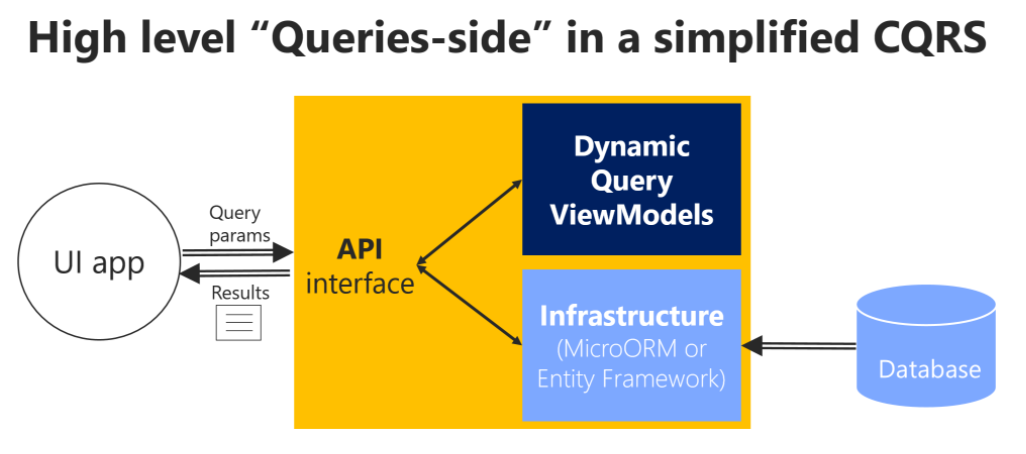 High level “Queries-side” in a simplified CQRS
UI app
Query
params
Results
API
interface
Dynamic
Query
ViewModels
Infrastructure
(MicroORM or
Entity Framework)
Database